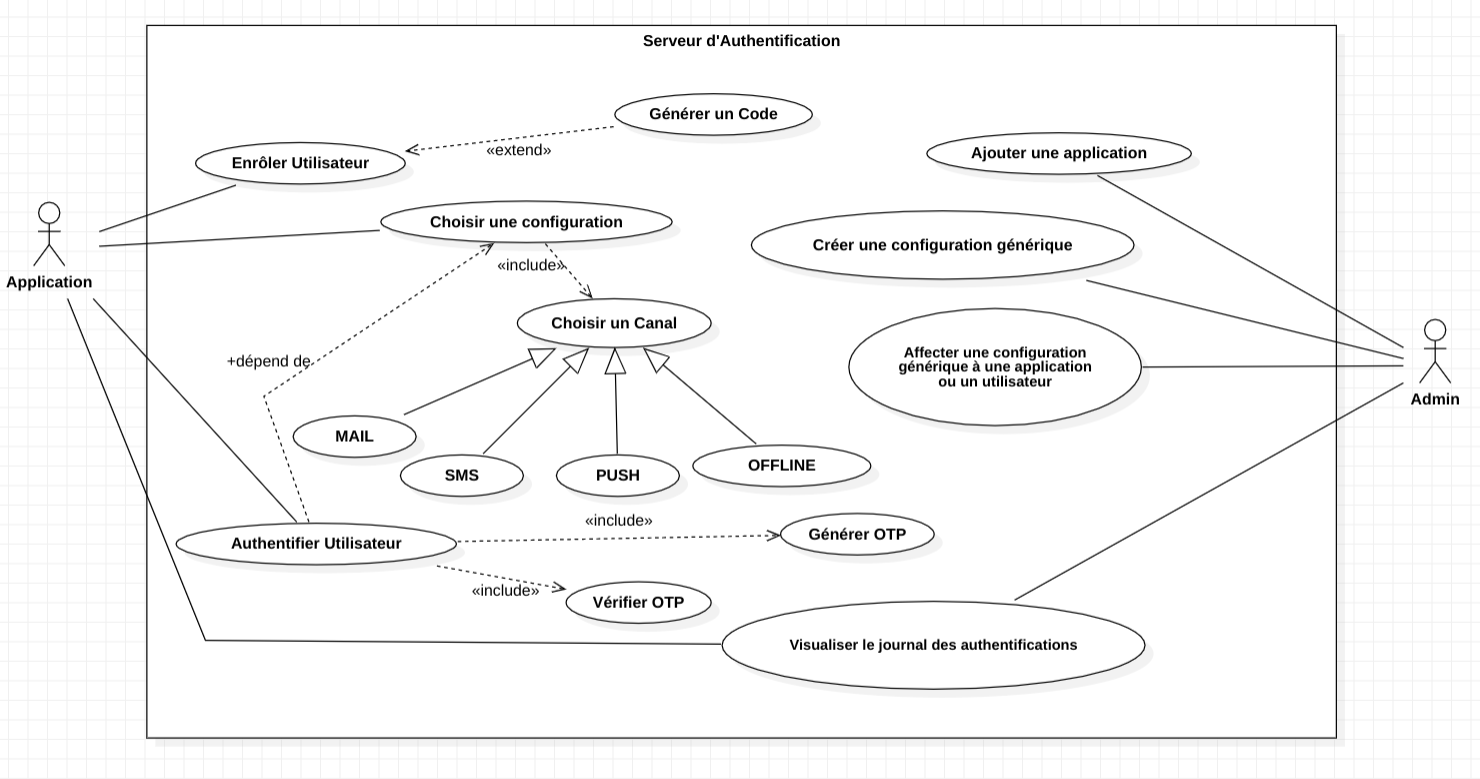 Serveur d'Authentification
Générer un Code
Enrôler Utilisateur
«extend»
Ajouter une application
Choisir une configuration
Créer une configuration générique
«include»
Application
Choisir un Canal
+dépend de
Affecter une configuration
générique à une application
ou un utilisateur
Admin
MAIL
SMS
PUSH
OFFLINE
«include»
Authentifier Utilisateur
Générer OTP
«include»
Vérifier OTP
Visualiser le journal des authentifications